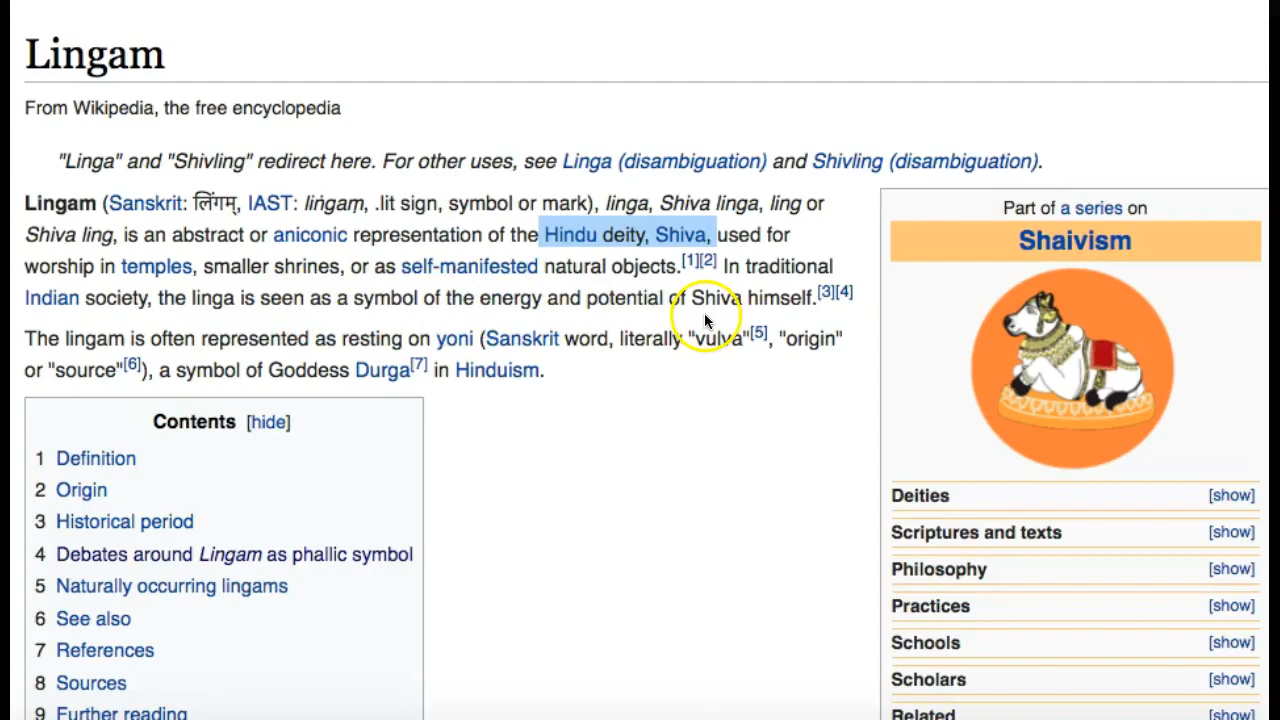 Lingam
From Wikipedia, the free encyclopedia
"Linga" and "Shivling" redirect here. For other uses, see Linga (disambiguation) and Shivling (disambiguation).
Lingam (Sanskrit: लिंगम्, IAST: liṅgaṃ, .lit sign, symbol or mark), linga, Shiva linga, ling or
Shiva ling, is an abstract or aniconic representation of the Hindu deity, Shiva, used for
worship in temples, smaller shrines, or as self-manifested natural objects.[1][2] In traditional
Indian society, the linga is seen as a symbol of the energy and potential of Shiva himself.[3][4]
The lingam is often represented as resting on yoni (Sanskrit word, literally "vulva"[5], "origin"
or "source"[6]), a symbol of Goddess Durga[7] in Hinduism.
Contents [hide]
1 Definition
2 Origin
3 Historical period
4 Debates around Lingam as phallic symbol
5 Naturally occurring lingams
6 See also
7 References
8 Sources
9 Further reading
Part of a series on
Shaivism
Deities [show]
Scriptures and texts [show]
Philosophy [show]
Practices [show]
Schools [show]
Scholars [show]
Related [show]